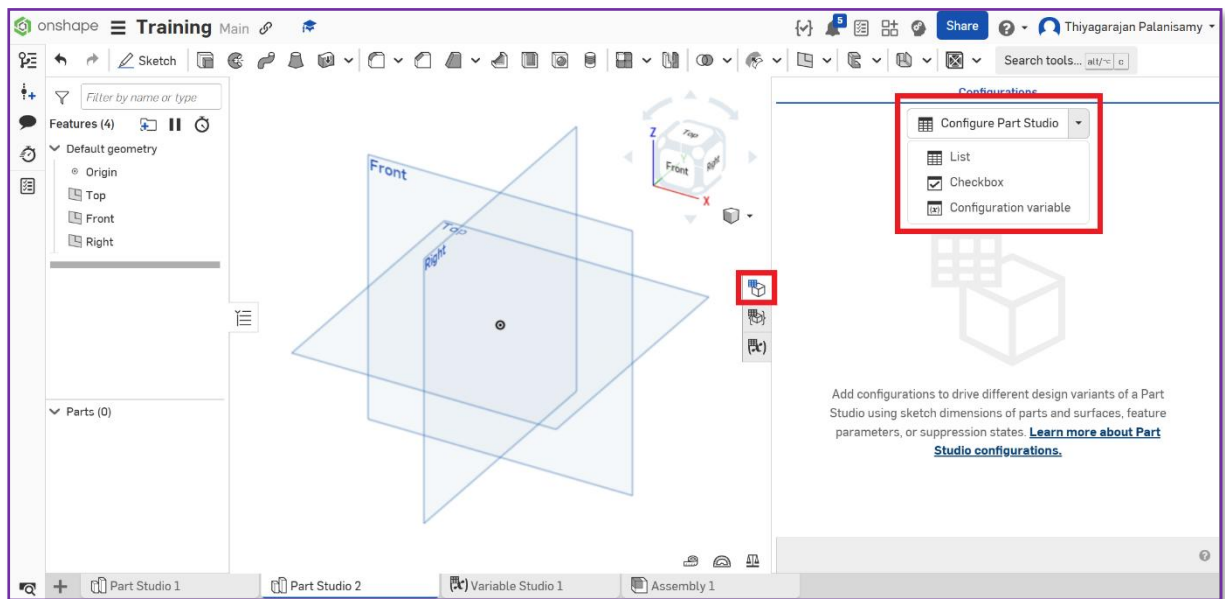 onshape Training Main 5 Share Thiyagarajan Palanisamy
Sketch Search tools... alt/⌥ c
Configurations
Filter by name or type
Configure Part Studio
Features (4)
List
Default geometry
Checkbox
Origin
Configuration variable
Top
Front
Right
Front
Top
Right
Z
Top
Front
Right
X
(x)
Parts (0)
Add configurations to drive different design variants of a Part
Studio using sketch dimensions of parts and surfaces, feature
parameters, or suppression states. Learn more about Part
Studio configurations.
Part Studio 1 Part Studio 2 Variable Studio 1 Assembly 1